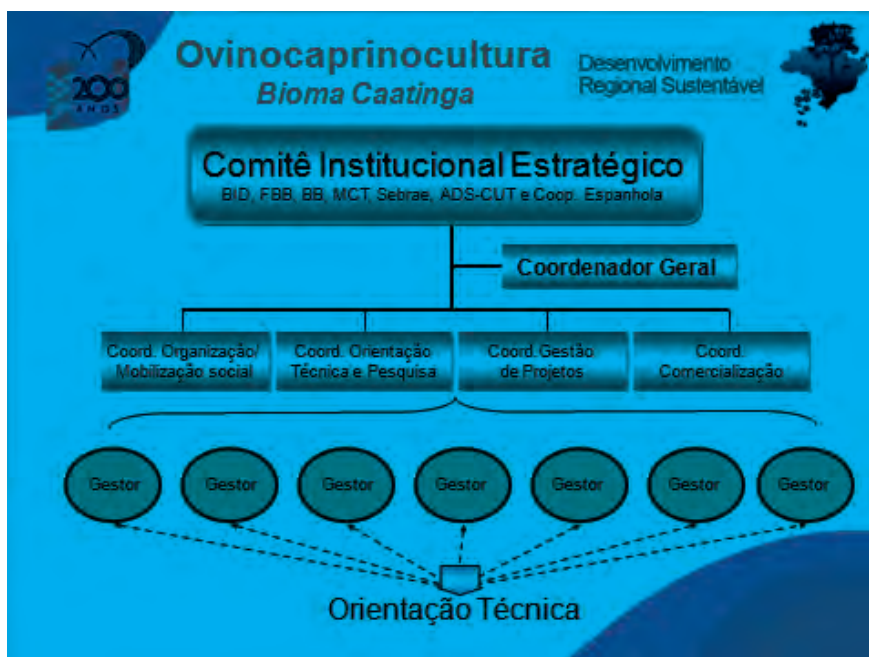 200
ANOS
Ovinocaprinocultura
Bioma Caatinga
Desenvolvimento
Regional Sustentável
Comitê Institucional Estratégico
BID, FBB, BB, MCT, Sebrae, ADS-CUT e Coop. Espanhola
Coordenador Geral
Coord. Organização/
Mobilização social
Coord. Orientação
Técnica e Pesquisa
Coord. Gestão
de Projetos
Coord.
Comercialização
Gestor
Gestor
Gestor
Gestor
Gestor
Gestor
Gestor
Orientação Técnica